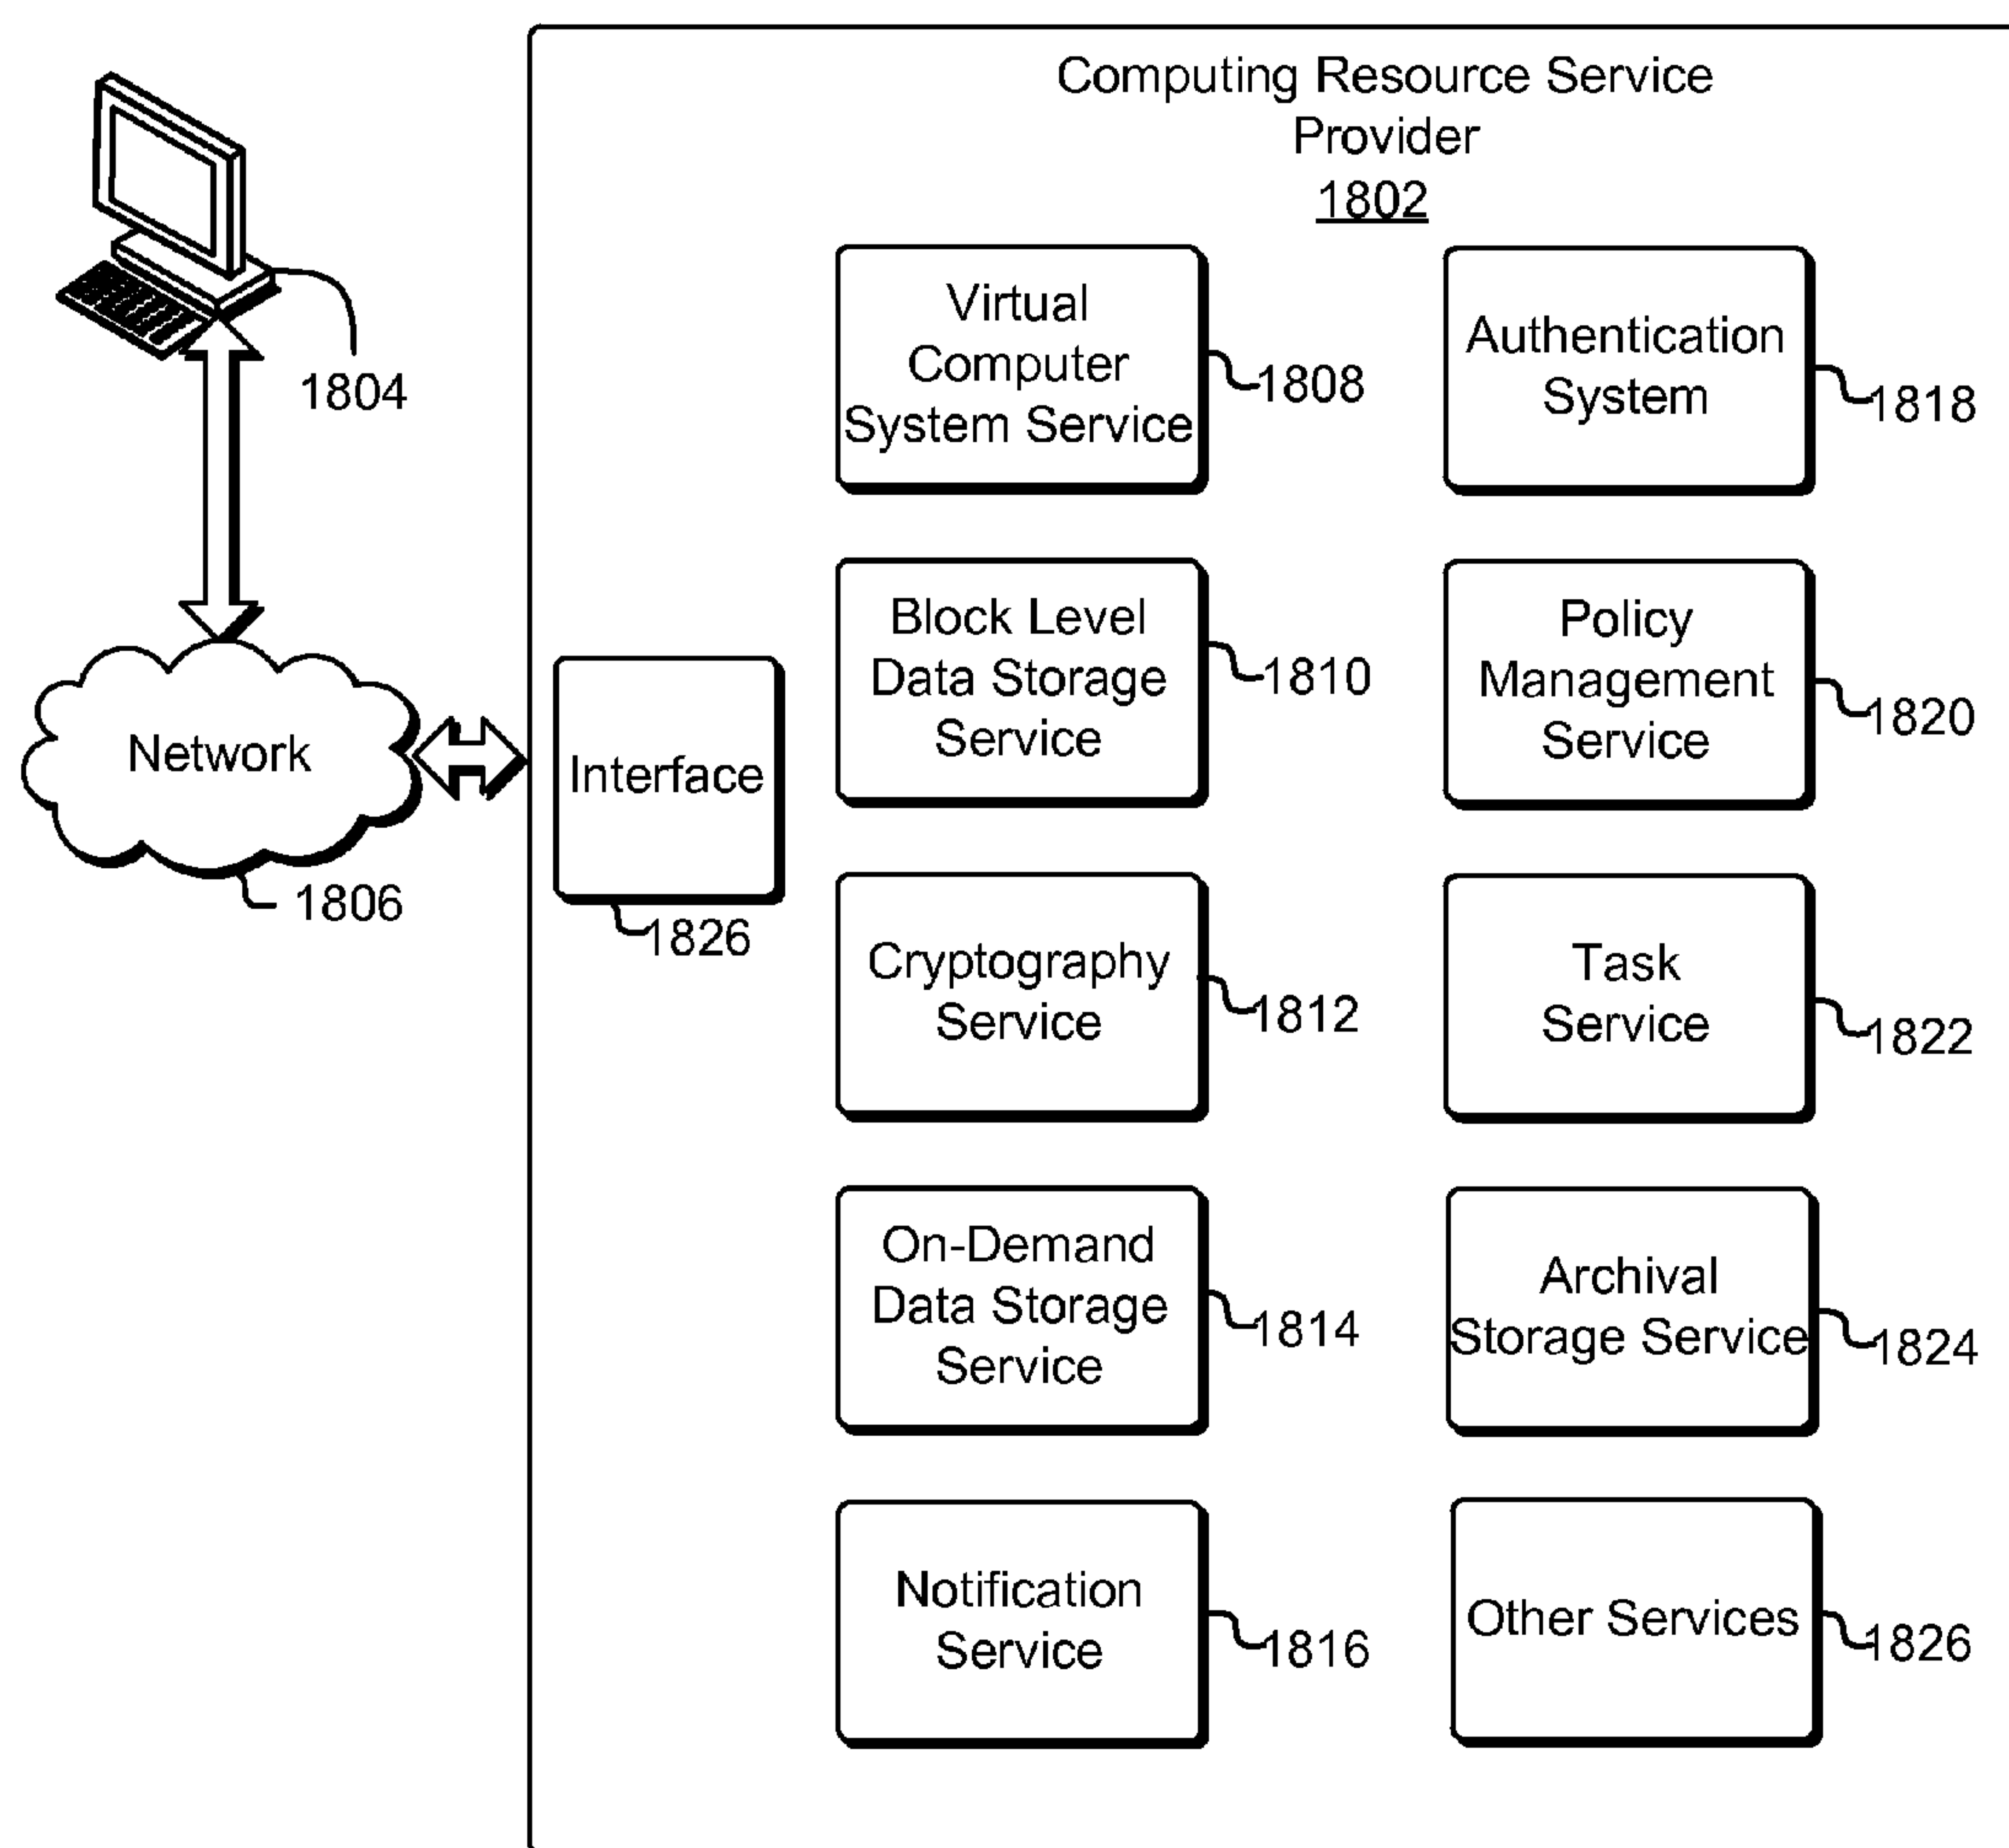 Computing Resource Service
Provider
1802
1804
Network
1806
Interface
1826
Virtual
Computer
System Service
1808
Authentication
System
1818
Block Level
Data Storage
Service
1810
Policy
Management
Service
1820
Cryptography
Service
1812
Task
Service
1822
On-Demand
Data Storage
Service
1814
Archival
Storage Service
1824
Notification
Service
1816
Other Services
1826